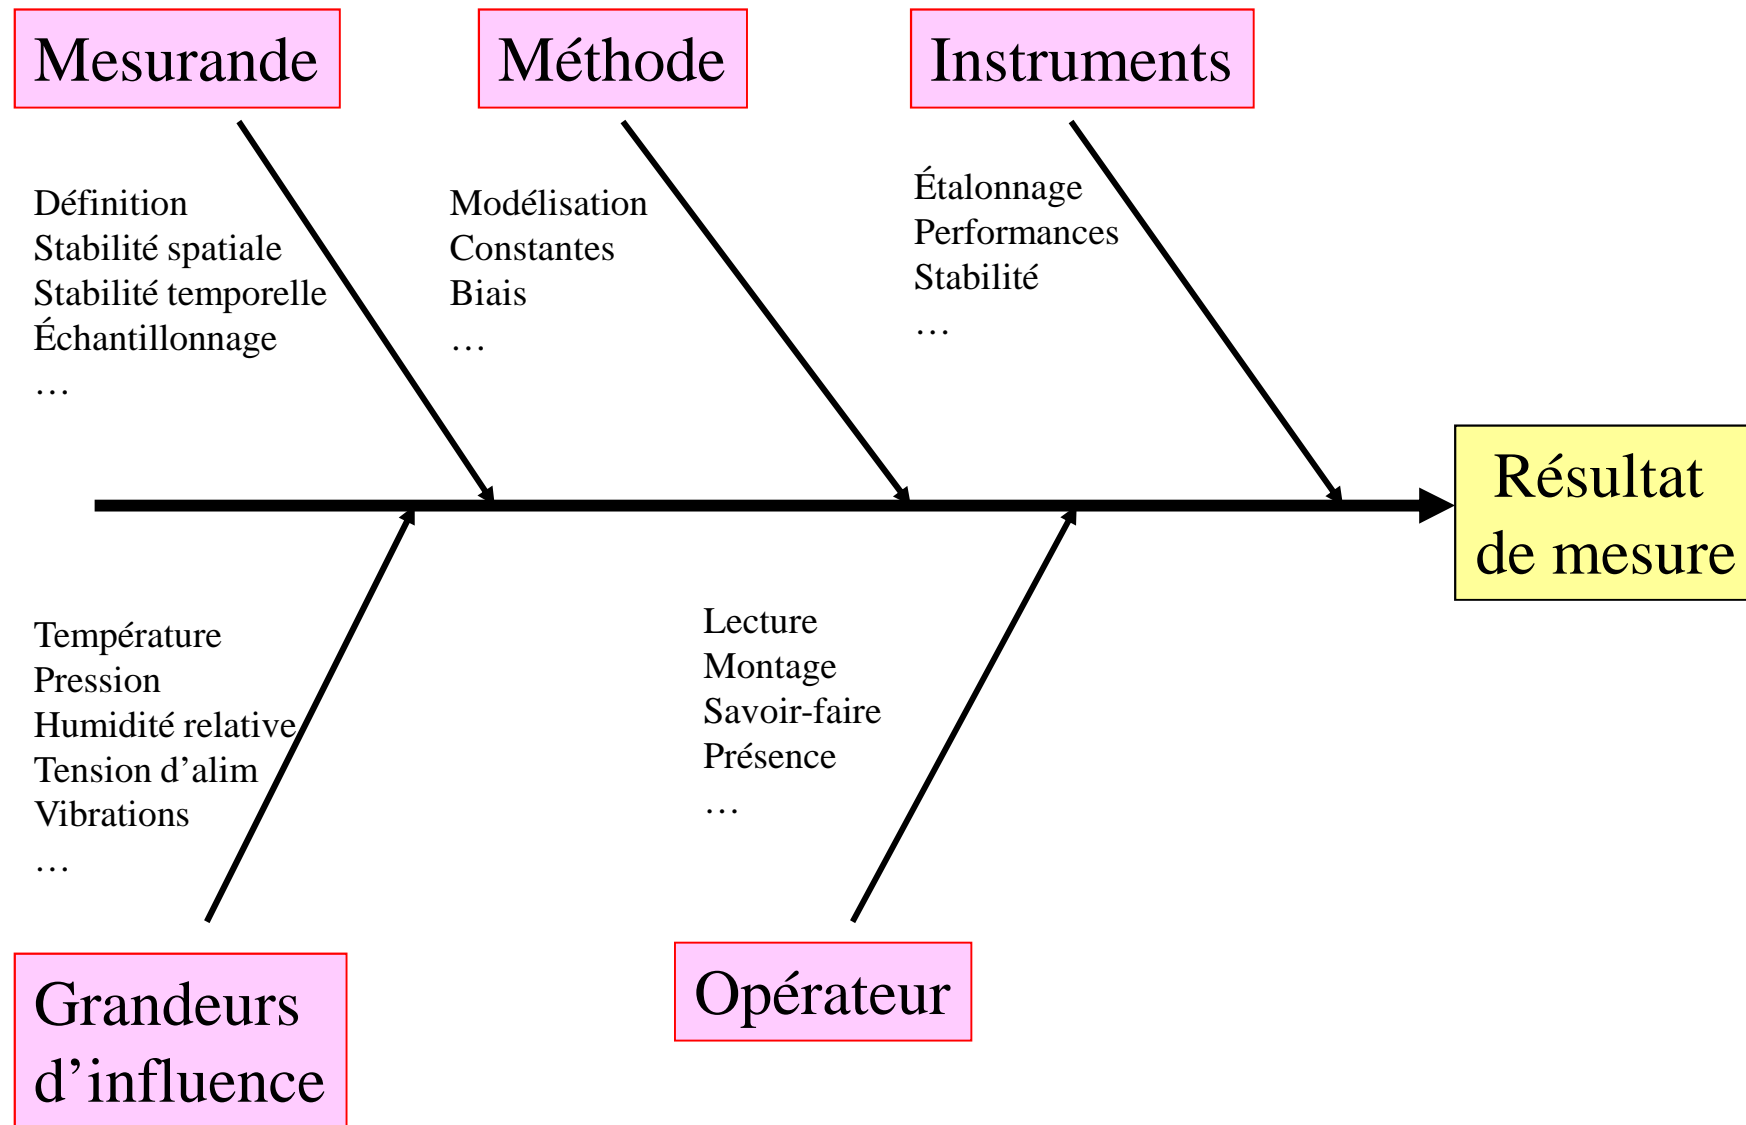 Mesurande
Définition
Stabilité spatiale
Stabilité temporelle
Échantillonnage
…
Méthode
Modélisation
Constantes
Biais
…
Instruments
Étalonnage
Performances
Stabilité
…
Résultat
de mesure
Température
Pression
Humidité relative
Tension d’alim
Vibrations
…
Grandeurs
d’influence
Lecture
Montage
Savoir-faire
Présence
…
Opérateur